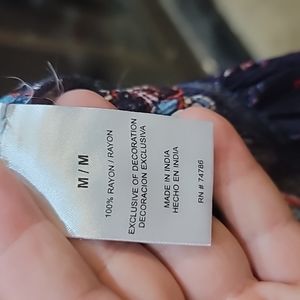 M / M
100% RAYON / RAYON
EXCLUSIVE OF DECORATION
DECORACION EXCLUSIVA
MADE IN INDIA
HECHO EN INDIA
RN # 74786